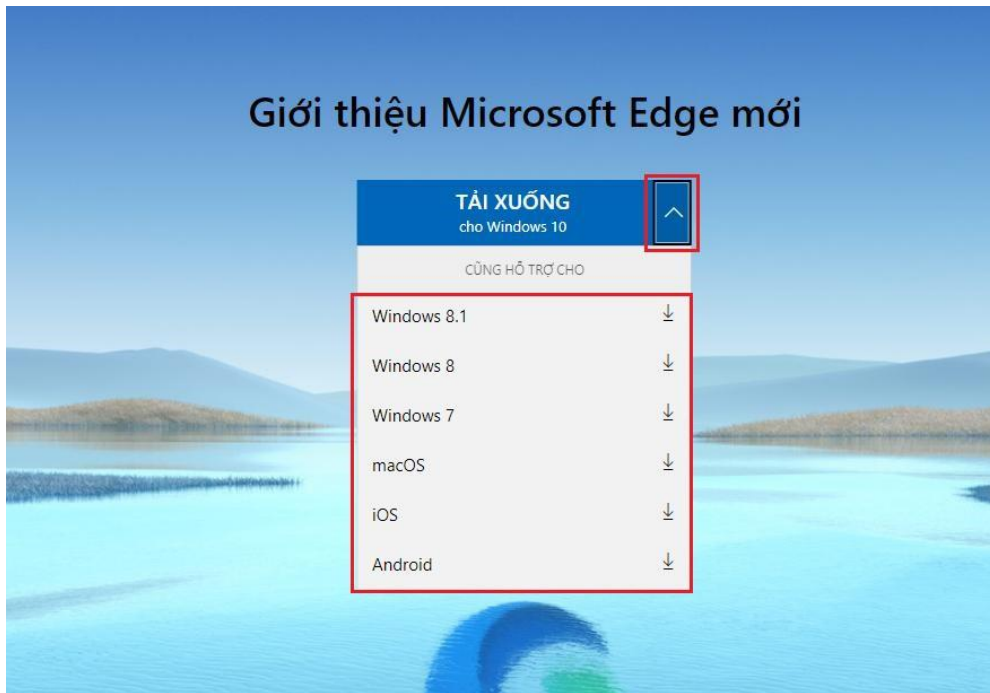 Giới thiệu Microsoft Edge mới
TẢI XUỐNG
cho Windows 10
CŨNG HỖ TRỢ CHO
Windows 8.1
Windows 8
Windows 7
macOS
iOS
Android